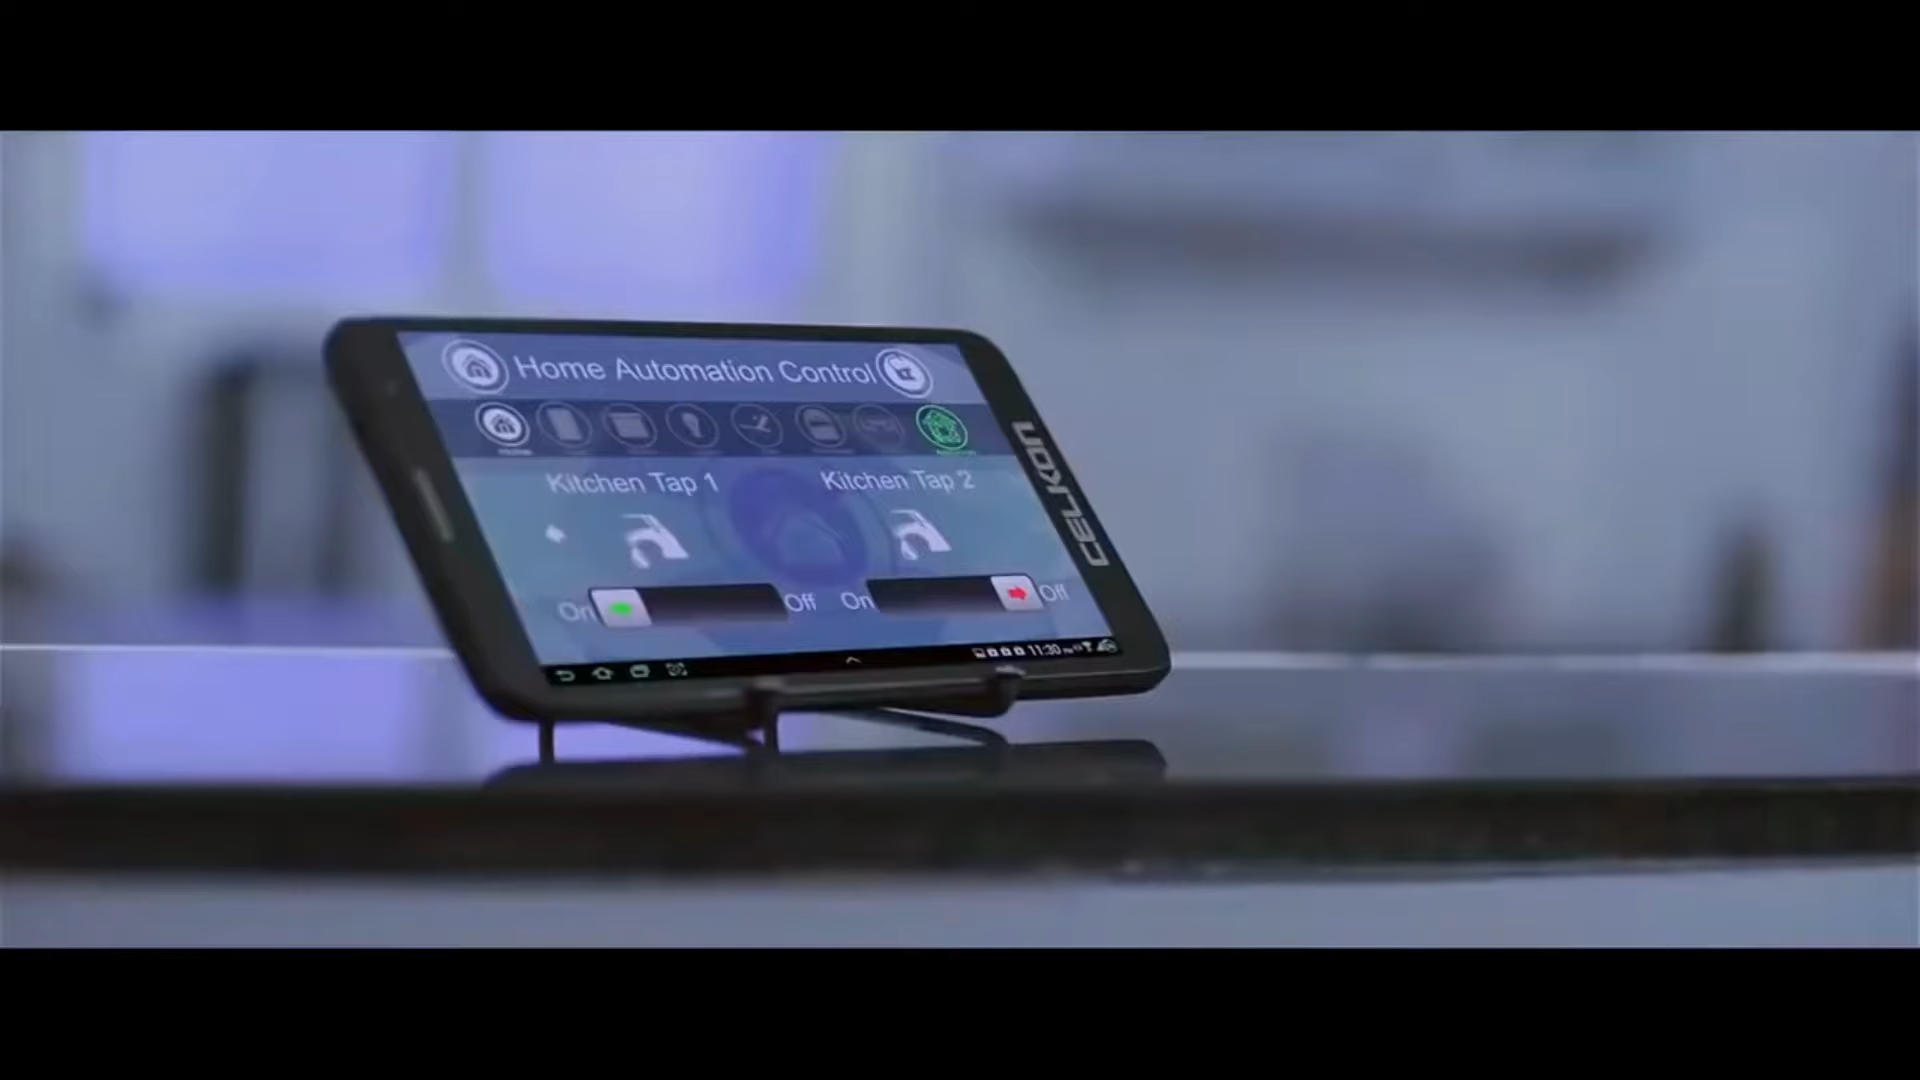 Home Automation Control
Kitchen Tap 1
Kitchen Tap 2
On
Off
On
Off
11:30
CELKON